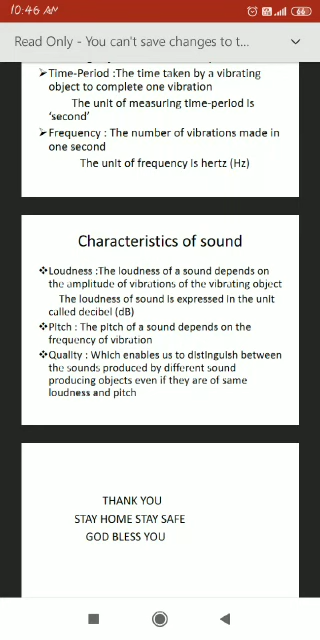 10:46 AM
Read Only - You can't save changes to t...
➢Time-Period :The time taken by a vibrating
object to complete one vibration
The unit of measuring time-period is
'second'
➢Frequency : The number of vibrations made in
one second
The unit of frequency is hertz (Hz)
Characteristics of sound
❖Loudness :The loudness of a sound depends on
the amplitude of vibrations of the vibrating object
The loudness of sound is expressed in the unit
called decibel (dB)
❖Pitch : The pitch of a sound depends on the
frequency of vibration
❖Quality : Which enables us to distinguish between
the sounds produced by different sound
producing objects even if they are of same
loudness and pitch
THANK YOU
STAY HOME STAY SAFE
GOD BLESS YOU